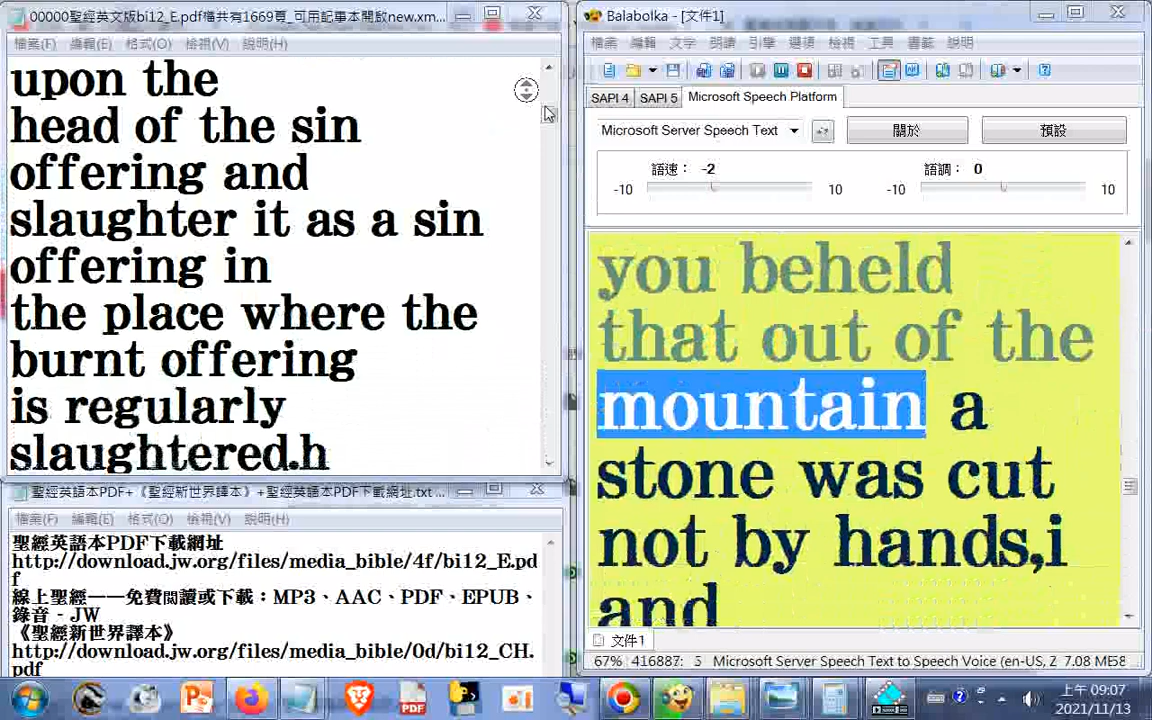 00000聖經英文版bi12_E.pdf檔共有1669頁_可用記事本開啟new.xm...
檔案(F) 編輯(E) 格式(O) 檢視(V) 說明(H)
upon the
head of the sin
offering and
slaughter it as a sin
offering in
the place where the
burnt offering
is regularly
slaughtered.h
聖經英語本PDF+《聖經新世界譯本》+聖經英語本PDF下載網址.txt ...
檔案(F) 編輯(E) 格式(O) 檢視(V) 說明(H)
聖經英語本PDF下載網址
http://download.jw.org/files/media_bible/4f/bi12_E.pd
f
線上聖經——免費閱讀或下載：MP3、AAC、PDF、EPUB、
錄音 - JW
《聖經新世界譯本》
http://download.jw.org/files/media_bible/0d/bi12_CH.
pdf
Balabolka - [文件1]
檔案 編輯 文字 朗讀 引擎 選項 檢視 工具 書籤 說明
SAPI 4 SAPI 5 Microsoft Speech Platform
Microsoft Server Speech Text 關於 預設
語速： -2 語調： 0
-10 10 -10 10
you beheld
that out of the
mountain a
stone was cut
not by hands,i
and
文件1
67% 416887: 5 Microsoft Server Speech Text to Speech Voice (en-US, Z 7.08 ME58
PDF
上午 09:07
2021/11/13